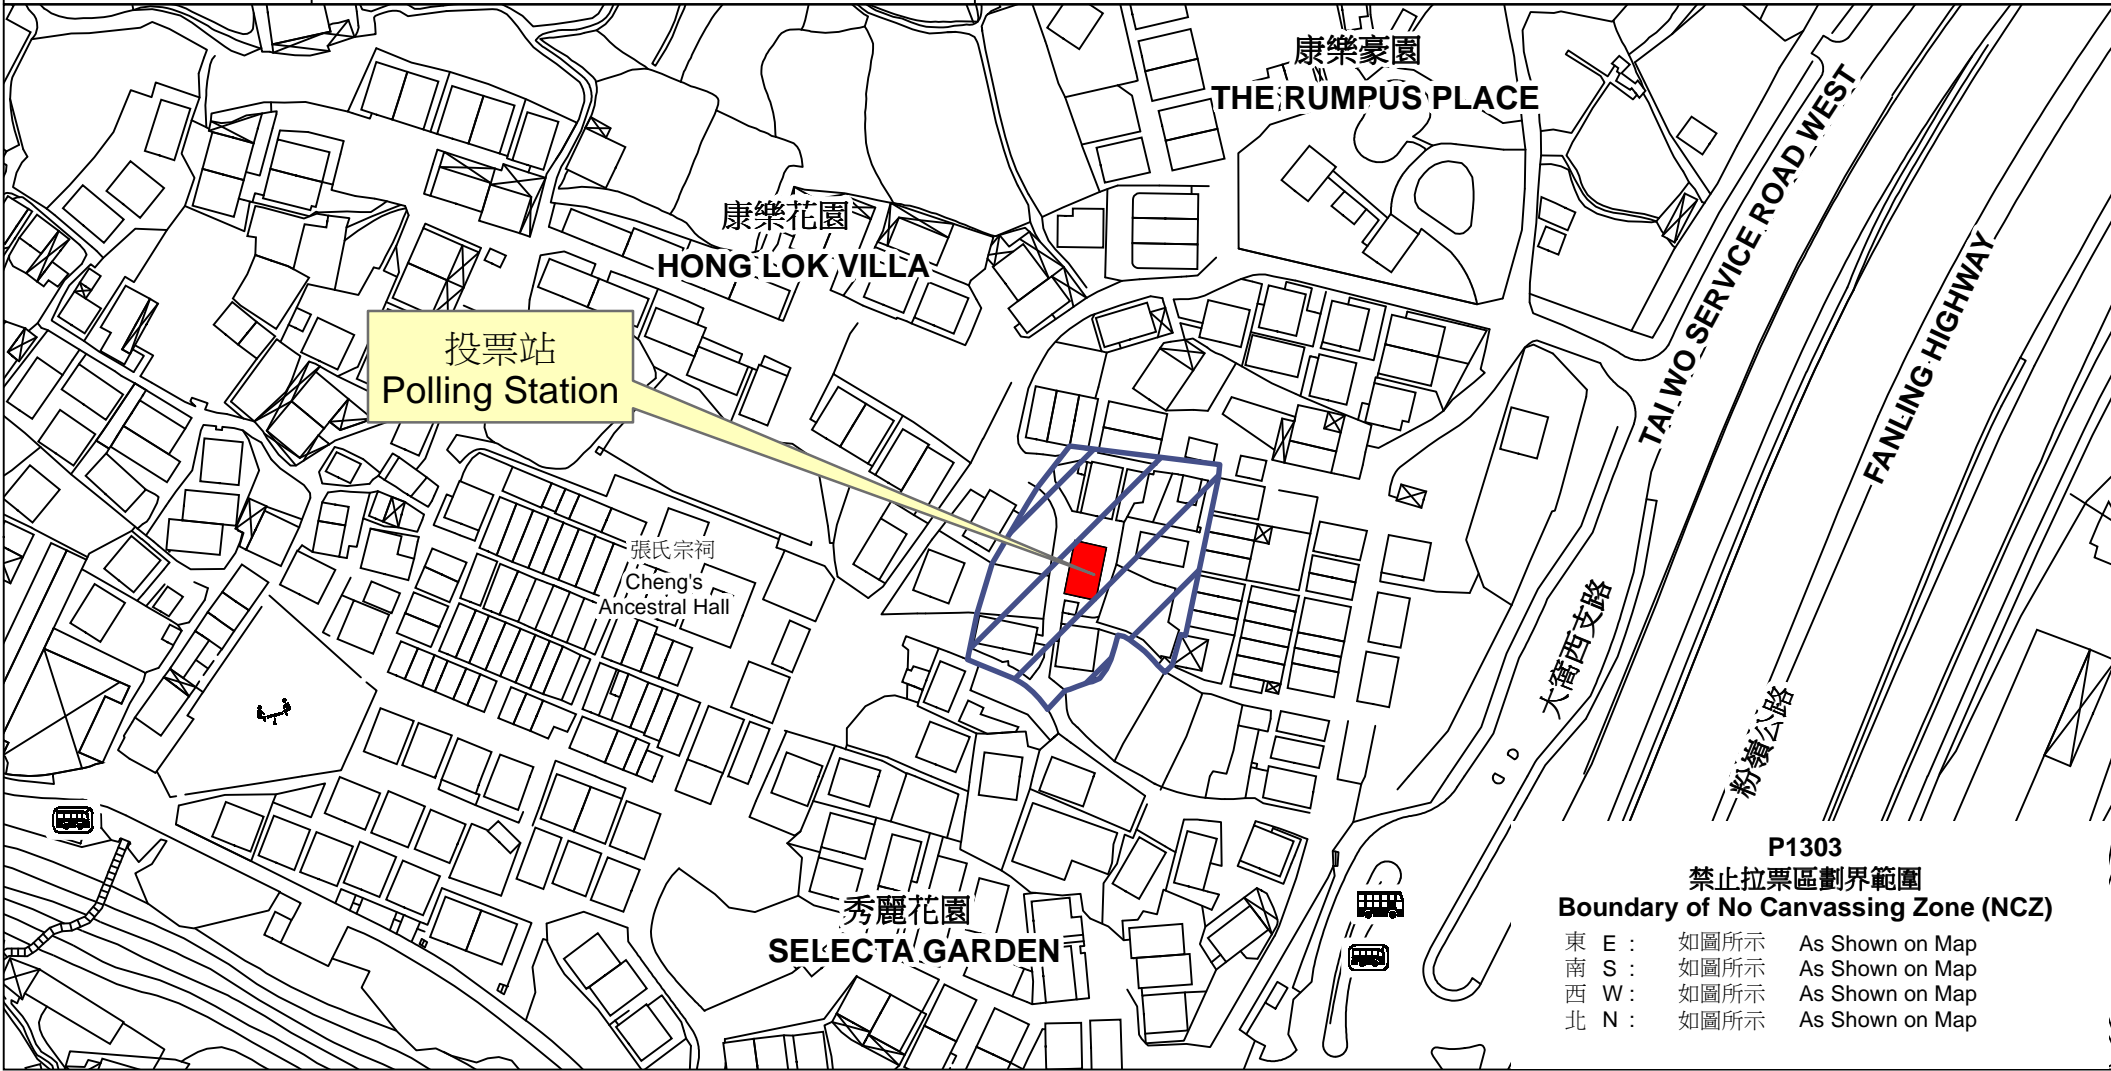 康樂豪園
THE RUMPUS PLACE
康樂花園
HONG LOK VILLA
TAI WO SERVICE ROAD WEST
FANLING HIGHWAY
投票站
Polling Station
張氏宗祠
Cheng's
Ancestral Hall
大窩西支路
粉嶺公路
秀麗花園
SELECTA GARDEN
P1303
禁止拉票區劃界範圍
Boundary of No Canvassing Zone (NCZ)
東 E : 如圖所示 As Shown on Map
南 S : 如圖所示 As Shown on Map
西 W : 如圖所示 As Shown on Map
北 N : 如圖所示 As Shown on Map